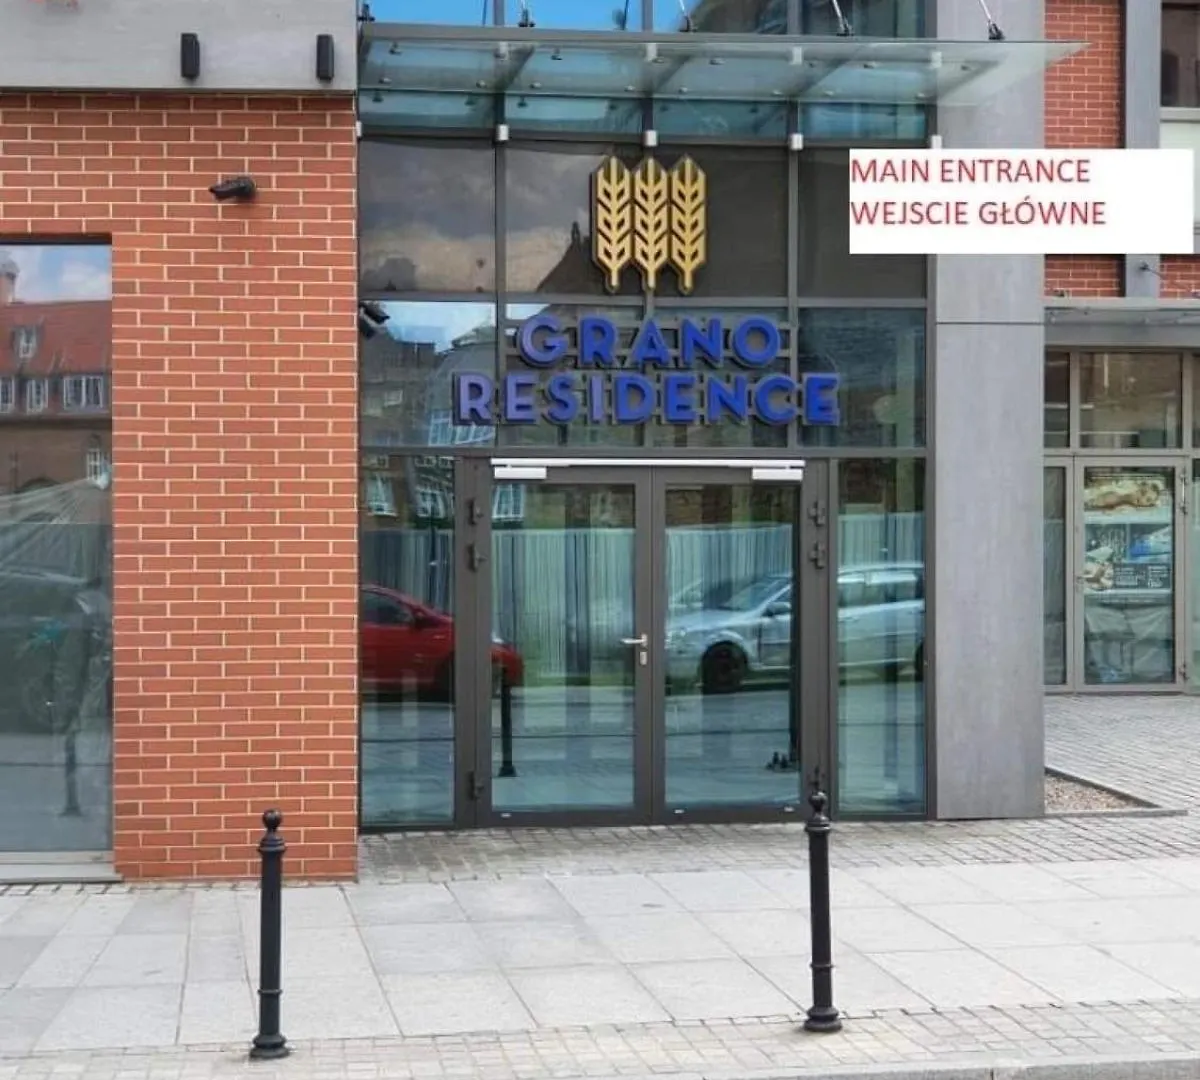 MAIN ENTRANCE
WEJSCIE GŁÓWNE
GRANO
RESIDENCE